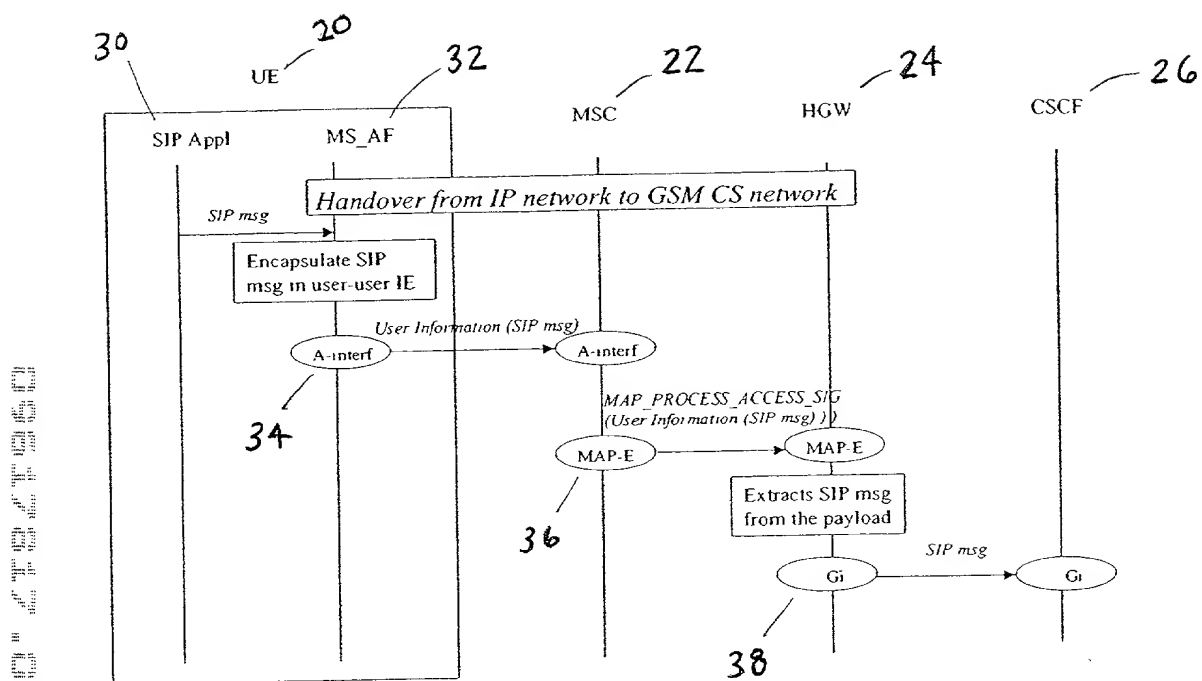 30
UE
20
32
22
24
26
SIP Appl
MS_AF
MSC
HGW
CSCF
Handover from IP network to GSM CS network
SIP msg
Encapsulate SIP
msg in user-user IE
User Information (SIP msg)
A-interf
A-interf
34
MAP_PROCESS_ACCESS_SIG
(User Information (SIP msg) ) )
MAP-E
MAP-E
36
Extracts SIP msg
from the payload
SIP msg
Gi
Gi
38